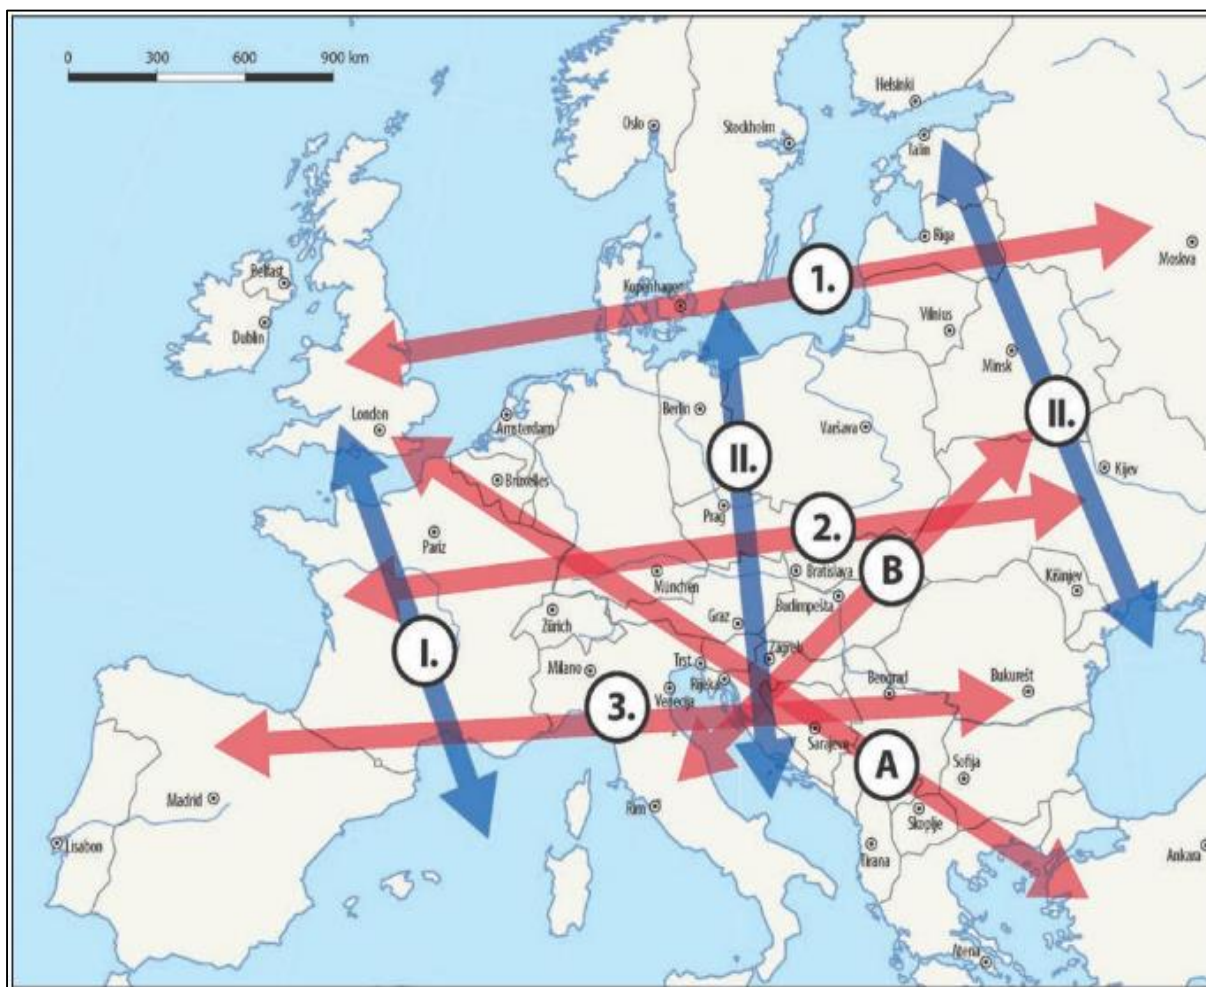 0 300 600 900 km
Helsinki
Oslo
Stockholm
Talin
Riga
Moskva
Belfast
Kopenhagen
1.
Dublin
Vilnius
Minsk
London
Berlin
Amsterdam
Varšava
II.
II.
Bruxelles
Kijev
Prag
2.
Pariz
B
Bratislava
München
Kišinjev
Budimpešta
Zürich
Graz
I.
Zagreb
Milano
Trst
Rijeka
Beograd
Bukurešt
Venecija
3.
Sarajevo
A
Sofija
Madrid
Rim
Skoplje
Lisabon
Tirana
Ankara
Atena